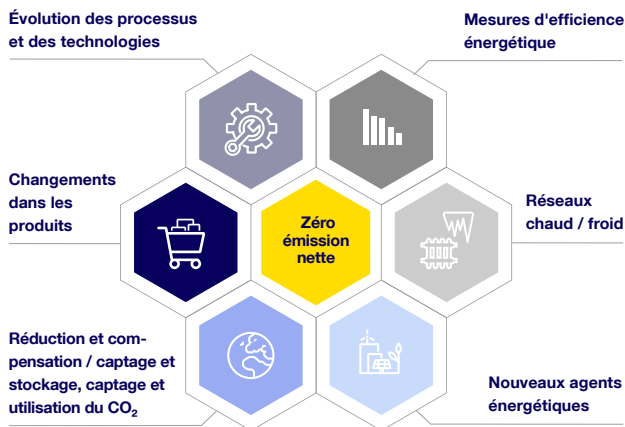 Évolution des processus
et des technologies
Mesures d'efficience
énergétique
Changements
dans les
produits
Zéro
émission
nette
Réseaux
chaud / froid
Réduction et com-
pensation / captage et
stockage, captage et
utilisation du CO₂
Nouveaux agents
énergétiques